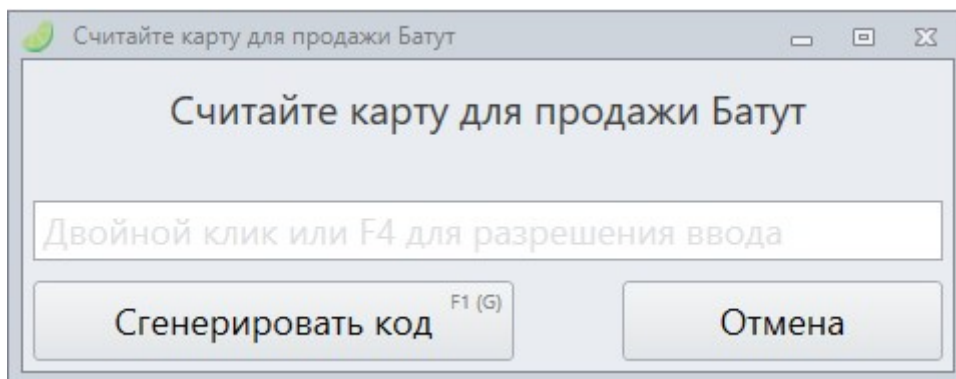 Считайте карту для продажи Батут
Считайте карту для продажи Батут
Двойной клик или F4 для разрешения ввода
Сгенерировать код F1 (G)
Отмена